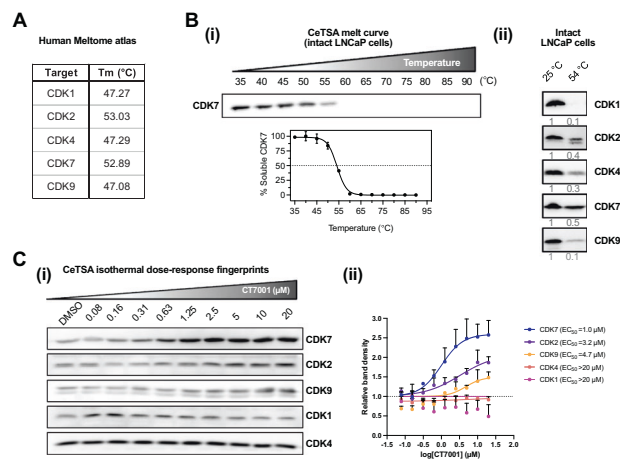 A
Human Meltome atlas
Target Tm (°C)
CDK1 47.27
CDK2 53.03
CDK4 47.29
CDK7 52.89
CDK9 47.08
B
(i)
CeTSA melt curve
(intact LNCaP cells)
Temperature
35 40 45 50 55 60 65 70 75 80 85 90 (°C)
CDK7
% Soluble CDK7
100
75
50
25
0
35 45 55 65 75 85 95
Temperature (°C)
(ii)
Intact
LNCaP cells
25 °C 54 °C
CDK1
1 0.1
CDK2
1 0.4
CDK4
1 0.3
CDK7
1 0.5
CDK9
1 0.1
C
(i)
CeTSA isothermal dose-response fingerprints
CT7001 (µM)
DMSO 0.08 0.16 0.31 0.63 1.25 2.5 5 10 20
CDK7
CDK2
CDK9
CDK1
CDK4
(ii)
Relative band density
3.0
2.5
2.0
1.5
1.0
0.5
0.0
-1.5 -1.0 -0.5 0.0 0.5 1.0 1.5 2.0
log[CT7001] (µM)
CDK7 (EC50 =1.0 µM)
CDK2 (EC50 =3.2 µM)
CDK9 (EC50 =4.7 µM)
CDK4 (EC50 >20 µM)
CDK1 (EC50 >20 µM)